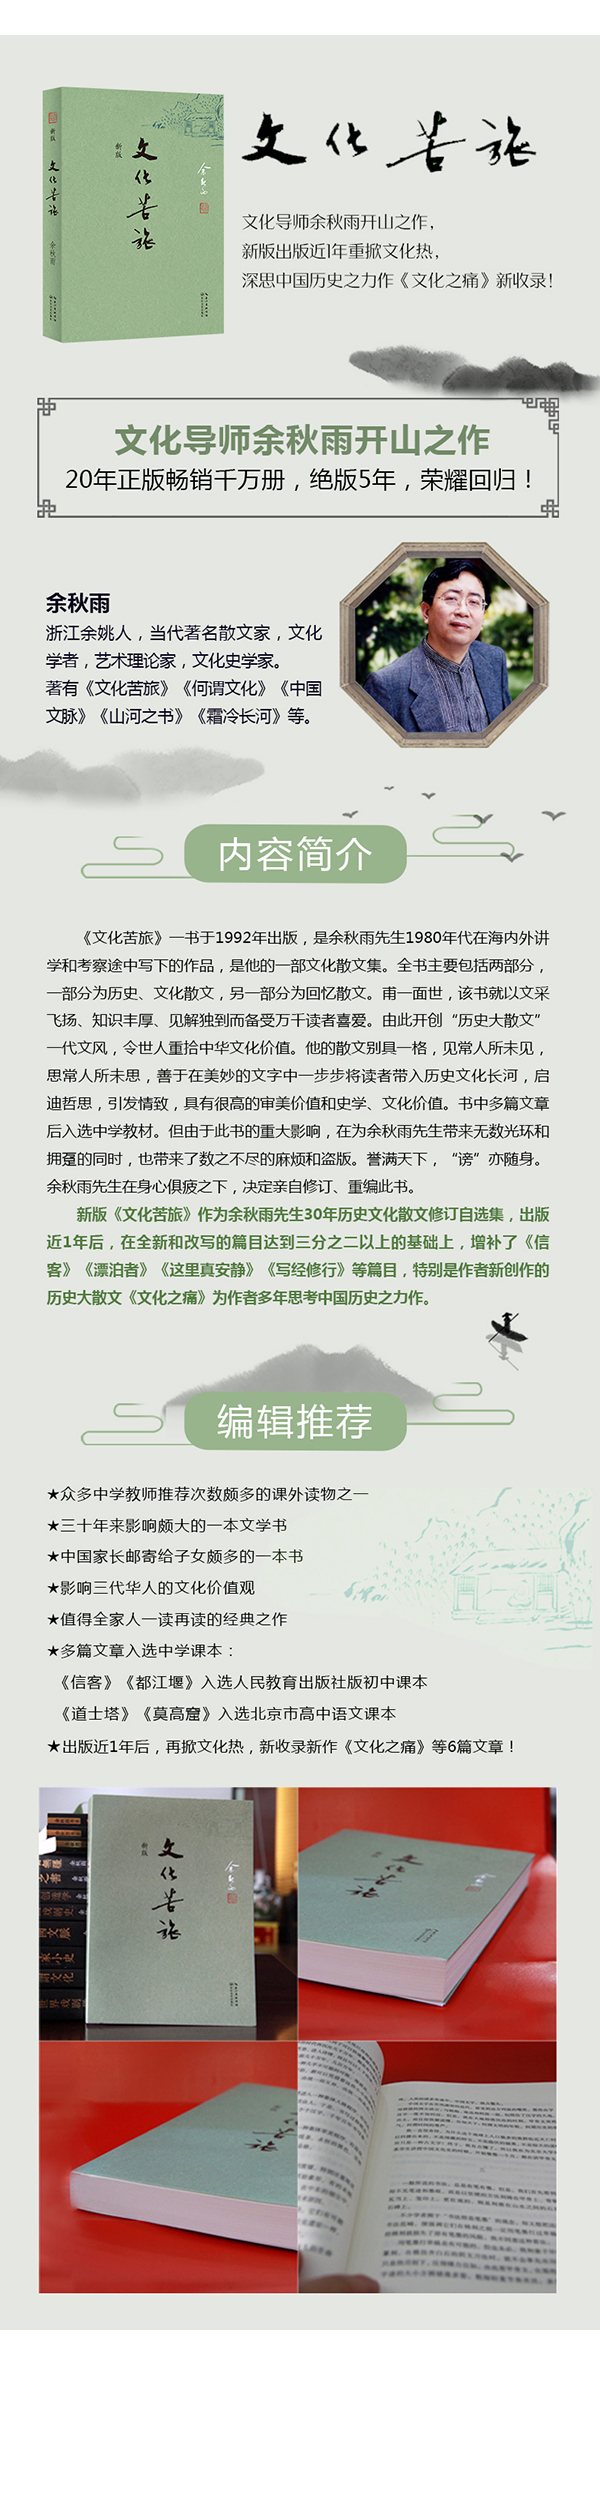 新版
文化苦旅
余秋雨
新版
文化苦旅
余秋雨
文化苦旅
文化导师余秋雨开山之作，
新版出版近1年重掀文化热，
深思中国历史之力作《文化之痛》新收录！
文化导师余秋雨开山之作
20年正版畅销千万册，绝版5年，荣耀回归！
余秋雨
浙江余姚人，当代著名散文家，文化
学者，艺术理论家，文化史学家。
著有《文化苦旅》《何谓文化》《中国
文脉》《山河之书》《霜冷长河》等。
内容简介
《文化苦旅》一书于1992年出版，是余秋雨先生1980年代在海内外讲
学和考察途中写下的作品，是他的一部文化散文集。全书主要包括两部分，
一部分为历史、文化散文，另一部分为回忆散文。甫一面世，该书就以文采
飞扬、知识丰厚、见解独到而备受万千读者喜爱。由此开创“历史大散文”
一代文风，令世人重拾中华文化价值。他的散文别具一格，见常人所未见，
思常人所未思，善于在美妙的文字中一步步将读者带入历史文化长河，启
迪哲思，引发情致，具有很高的审美价值和史学、文化价值。书中多篇文章
后入选中学教材。但由于此书的重大影响，在为余秋雨先生带来无数光环和
拥趸的同时，也带来了数之不尽的麻烦和盗版。誉满天下，“谤”亦随身。
余秋雨先生在身心俱疲之下，决定亲自修订、重编此书。
新版《文化苦旅》作为余秋雨先生30年历史文化散文修订自选集，出版
近1年后，在全新和改写的篇目达到三分之二以上的基础上，增补了《信
客》《漂泊者》《这里真安静》《写经修行》等篇目，特别是作者新创作的
历史大散文《文化之痛》为作者多年思考中国历史之力作。
编辑推荐
★众多中学教师推荐次数颇多的课外读物之一
★三十年来影响颇大的一本文学书
★中国家长邮寄给子女颇多的一本书
★影响三代华人的文化价值观
★值得全家人一读再读的经典之作
★多篇文章入选中学课本：
《信客》《都江堰》入选人民教育出版社版初中课本
《道士塔》《莫高窟》入选北京市高中语文课本
★出版近1年后，再掀文化热，新收录新作《文化之痛》等6篇文章！
新版
文化苦旅
余秋雨
文化苦旅